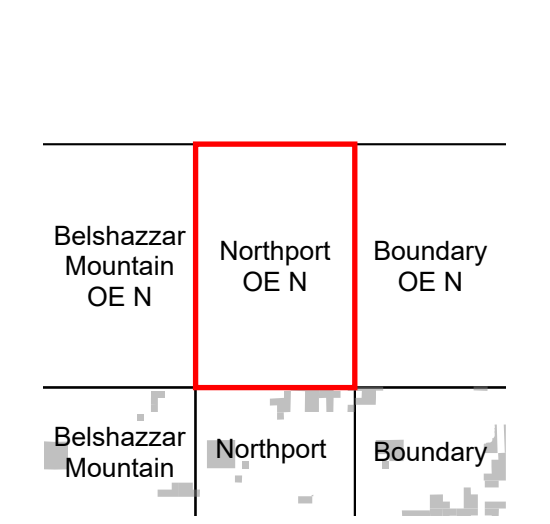 Belshazzar
Mountain
OE N
Northport
OE N
Boundary
OE N
Belshazzar
Mountain
Northport
Boundary